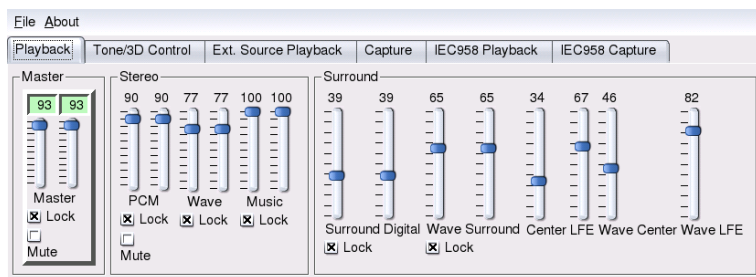 File About
Playback Tone/3D Control Ext. Source Playback Capture IEC958 Playback IEC958 Capture
Master Stereo Surround
93 93 90 90 77 77 100 100 39 39 65 65 34 67 46 82
Master PCM Wave Music Surround Digital Wave Surround Center LFE Wave Center Wave LFE
Lock Lock Lock Lock Lock Lock
Mute Mute